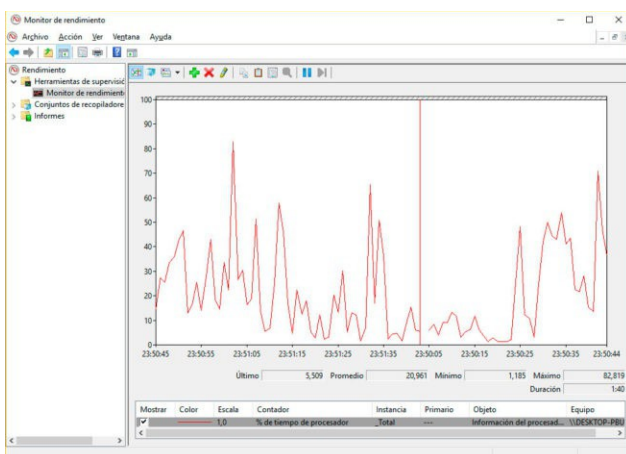 Monitor de rendimiento
Archivo Acción Ver Ventana Ayuda
Rendimiento
Herramientas de supervisić
Monitor de rendimient
Conjuntos de recopiladore
Informes
100
90
80
70
60
50
40
30
20
10
0
23:50:45 23:50:55 23:51:05 23:51:15 23:51:25 23:51:35 23:50:05 23:50:15 23:50:25 23:50:35 23:50:44
Último 5,509 Promedio 20,961 Mínimo 1,185 Máximo 82,819
Duración 1:40
Mostrar Color Escala Contador Instancia Primario Objeto Equipo
1,0 % de tiempo de procesador _Total ---- Información del procesad... \\DESKTOP-PBU